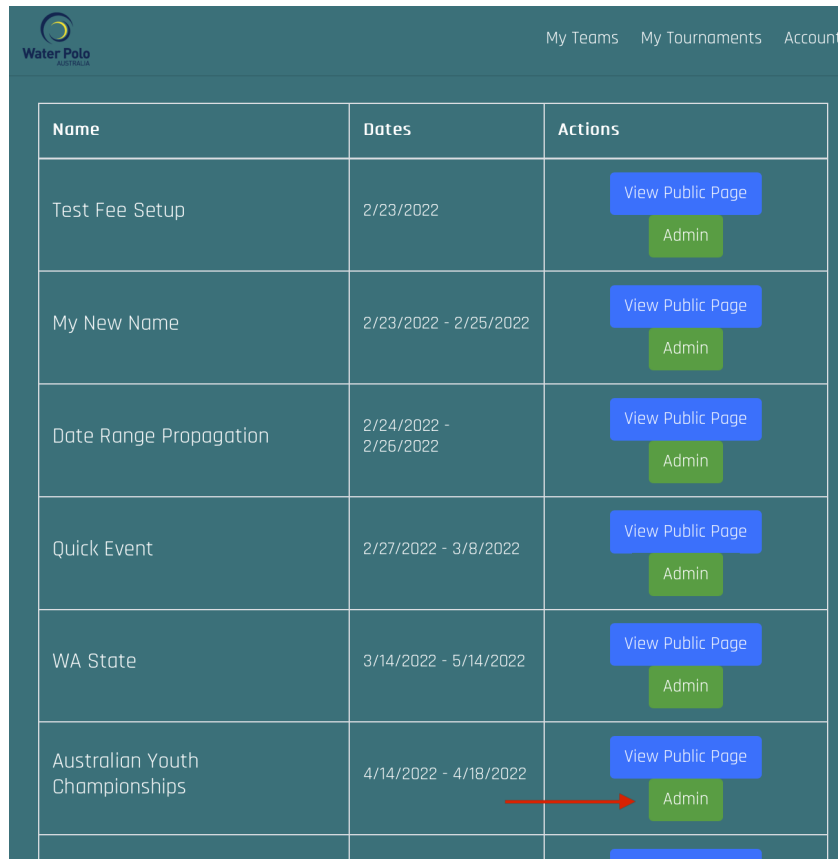 Water Polo
AUSTRALIA
My Teams My Tournaments Account
Name Dates Actions
Test Fee Setup 2/23/2022 View Public Page
Admin
My New Name 2/23/2022 - 2/25/2022 View Public Page
Admin
Date Range Propagation 2/24/2022 -
2/26/2022 View Public Page
Admin
Quick Event 2/27/2022 - 3/8/2022 View Public Page
Admin
WA State 3/14/2022 - 5/14/2022 View Public Page
Admin
Australian Youth
Championships 4/14/2022 - 4/18/2022 View Public Page
Admin